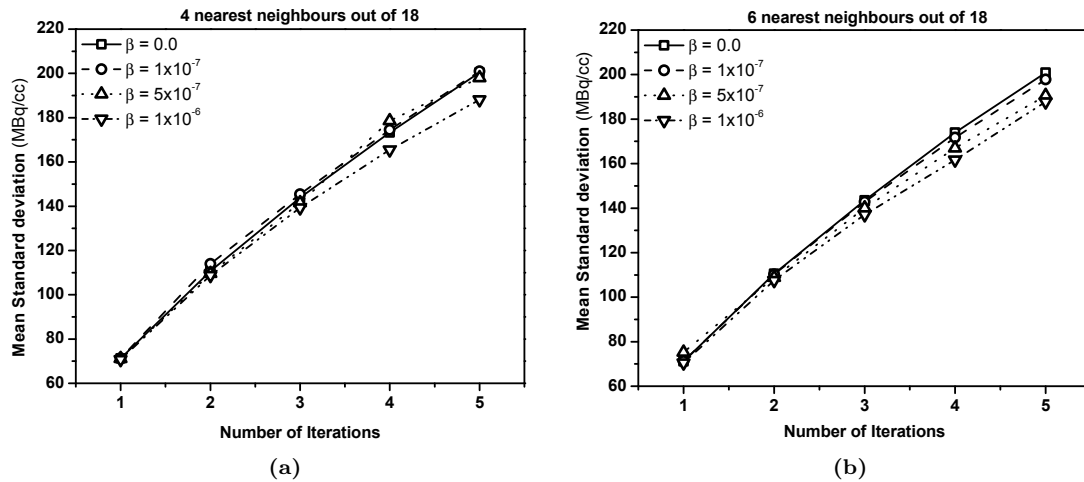 4 nearest neighbours out of 18
220
200
180
160
140
120
100
80
60
Mean Standard deviation (MBq/cc)
β = 0.0
β = 1x10⁻⁷
β = 5x10⁻⁷
β = 1x10⁻⁶
1 2 3 4 5
Number of Iterations
(a)
6 nearest neighbours out of 18
220
200
180
160
140
120
100
80
60
Mean Standard deviation (MBq/cc)
β = 0.0
β = 1x10⁻⁷
β = 5x10⁻⁷
β = 1x10⁻⁶
1 2 3 4 5
Number of Iterations
(b)